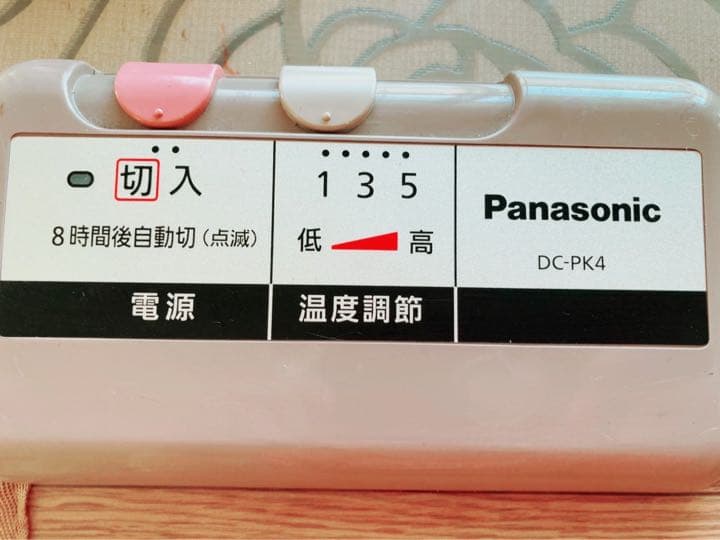 切 入
8時間後自動切(点滅)
電源
1 3 5
低 高
温度調節
Panasonic
DC-PK4